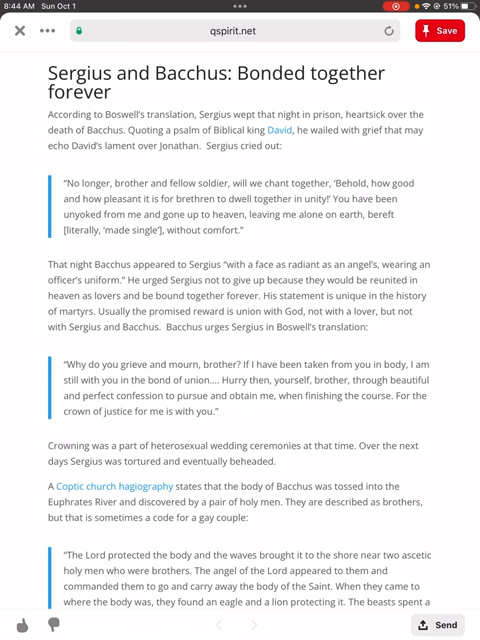 8:44 AM Sun Oct 1
51%
qspirit.net
Save
Sergius and Bacchus: Bonded together
forever
According to Boswell's translation, Sergius wept that night in prison, heartsick over the
death of Bacchus. Quoting a psalm of Biblical king David, he wailed with grief that may
echo David's lament over Jonathan. Sergius cried out:
“No longer, brother and fellow soldier, will we chant together, ‘Behold, how good
and how pleasant it is for brethren to dwell together in unity!’ You have been
unyoked from me and gone up to heaven, leaving me alone on earth, bereft
[literally, ‘made single’], without comfort.”
That night Bacchus appeared to Sergius “with a face as radiant as an angel's, wearing an
officer's uniform.” He urged Sergius not to give up because they would be reunited in
heaven as lovers and be bound together forever. His statement is unique in the history
of martyrs. Usually the promised reward is union with God, not with a lover, but not
with Sergius and Bacchus. Bacchus urges Sergius in Boswell's translation:
“Why do you grieve and mourn, brother? If I have been taken from you in body, I am
still with you in the bond of union.... Hurry then, yourself, brother, through beautiful
and perfect confession to pursue and obtain me, when finishing the course. For the
crown of justice for me is with you.”
Crowning was a part of heterosexual wedding ceremonies at that time. Over the next
days Sergius was tortured and eventually beheaded.
A Coptic church hagiography states that the body of Bacchus was tossed into the
Euphrates River and discovered by a pair of holy men. They are described as brothers,
but that is sometimes a code for a gay couple:
“The Lord protected the body and the waves brought it to the shore near two ascetic
holy men who were brothers. The angel of the Lord appeared to them and
commanded them to go and carry away the body of the Saint. When they came to
where the body was, they found an eagle and a lion protecting it. The beasts spent a
Send